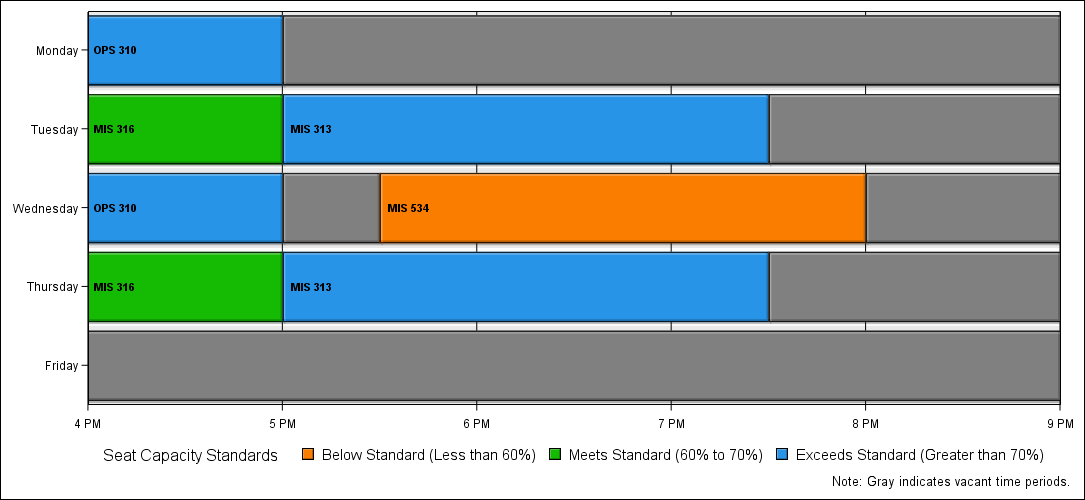 Monday OPS 310
Tuesday MIS 316 MIS 313
Wednesday OPS 310 MIS 534
Thursday MIS 316 MIS 313
Friday
4 PM 5 PM 6 PM 7 PM 8 PM 9 PM
Seat Capacity Standards Below Standard (Less than 60%) Meets Standard (60% to 70%) Exceeds Standard (Greater than 70%)
Note: Gray indicates vacant time periods.